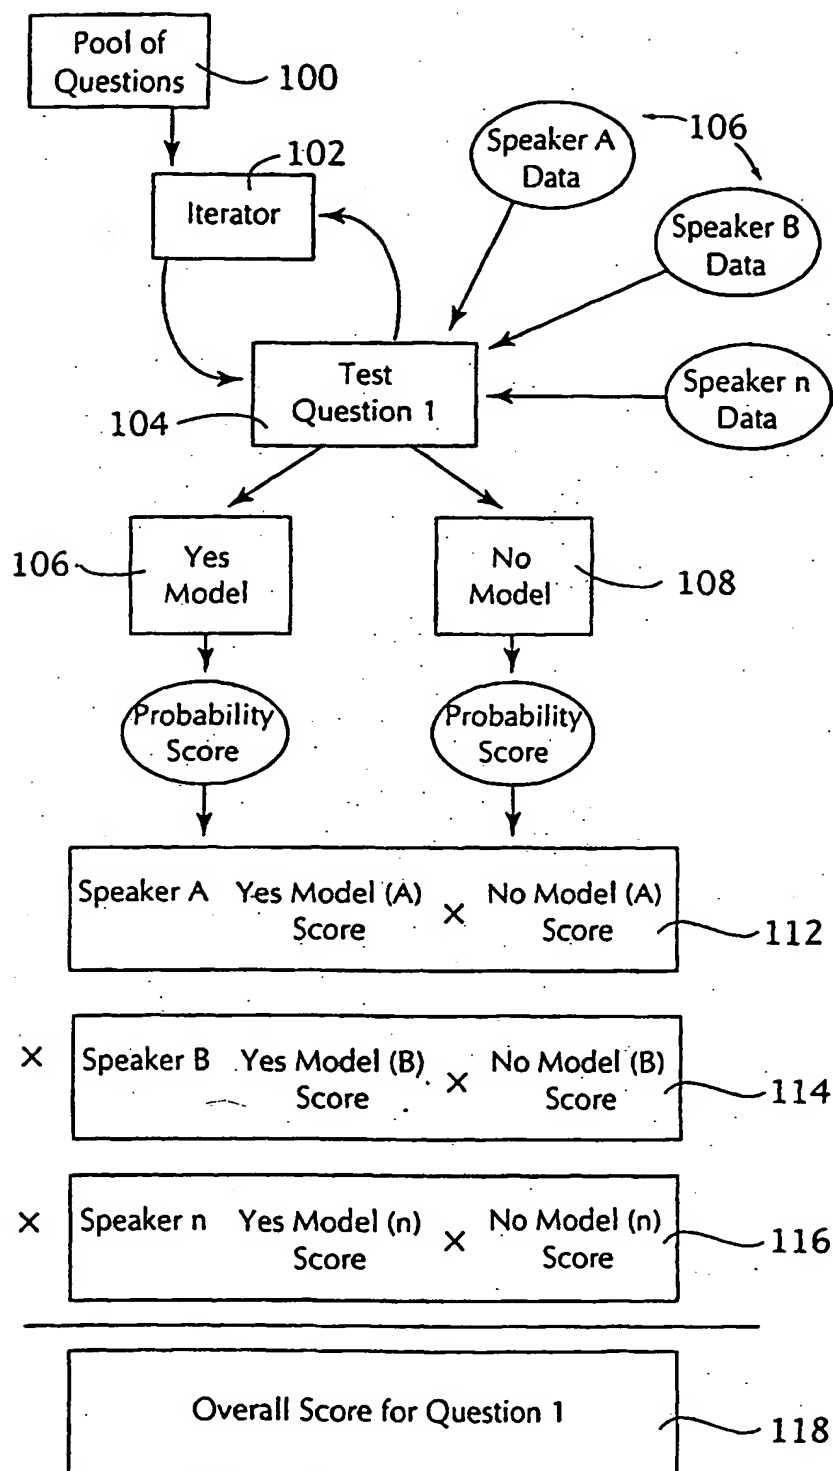 Pool of
Questions
100
102
Iterator
Speaker A
Data
106
Speaker B
Data
Test
Question 1
104
Speaker n
Data
Yes
Model
106
No
Model
108
Probability
Score
Probability
Score
Speaker A Yes Model (A) × No Model (A)
Score Score
112
× Speaker B Yes Model (B) × No Model (B)
Score Score
114
× Speaker n Yes Model (n) × No Model (n)
Score Score
116
Overall Score for Question 1
118